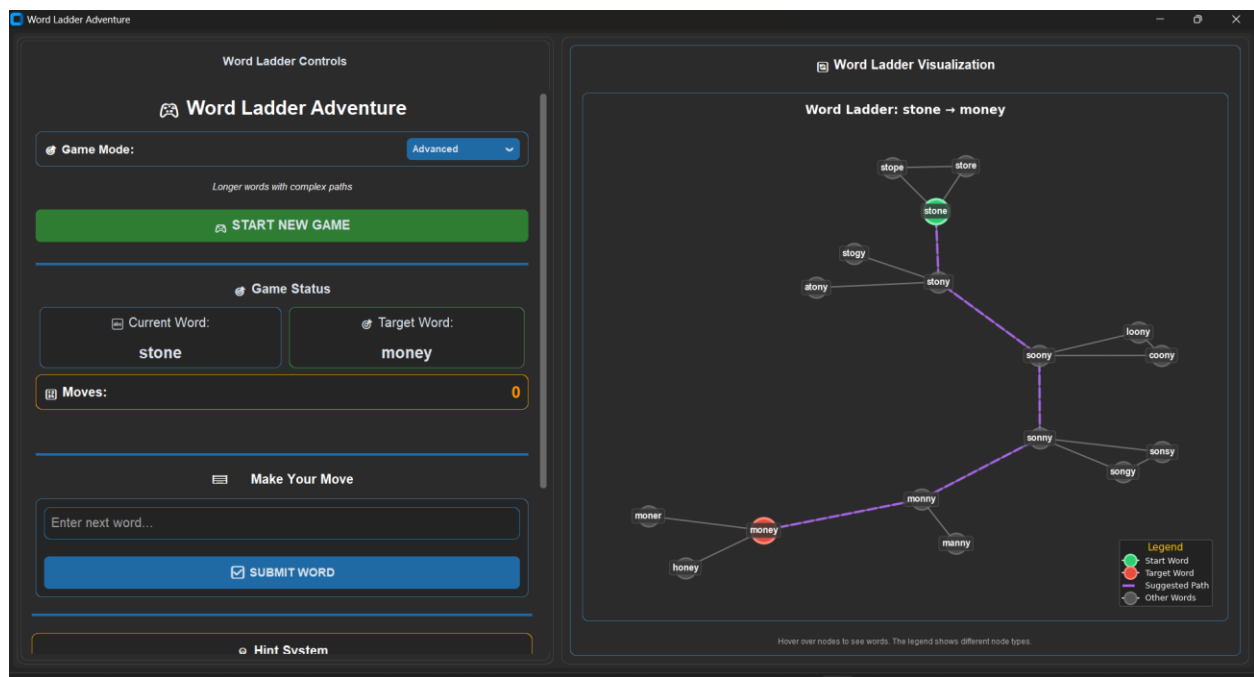 Word Ladder Adventure
Word Ladder Controls
Word Ladder Adventure
Game Mode:
Advanced
Longer words with complex paths
START NEW GAME
Game Status
Current Word:
stone
Target Word:
money
Moves:
0
Make Your Move
Enter next word...
SUBMIT WORD
Hint System
Word Ladder Visualization
Word Ladder: stone → money
stope
store
stone
stogy
stony
atony
loony
soony
coony
sonny
sonsy
songy
monny
moner
money
manny
honey
Legend
Start Word
Target Word
Suggested Path
Other Words
Hover over nodes to see words. The legend shows different node types.